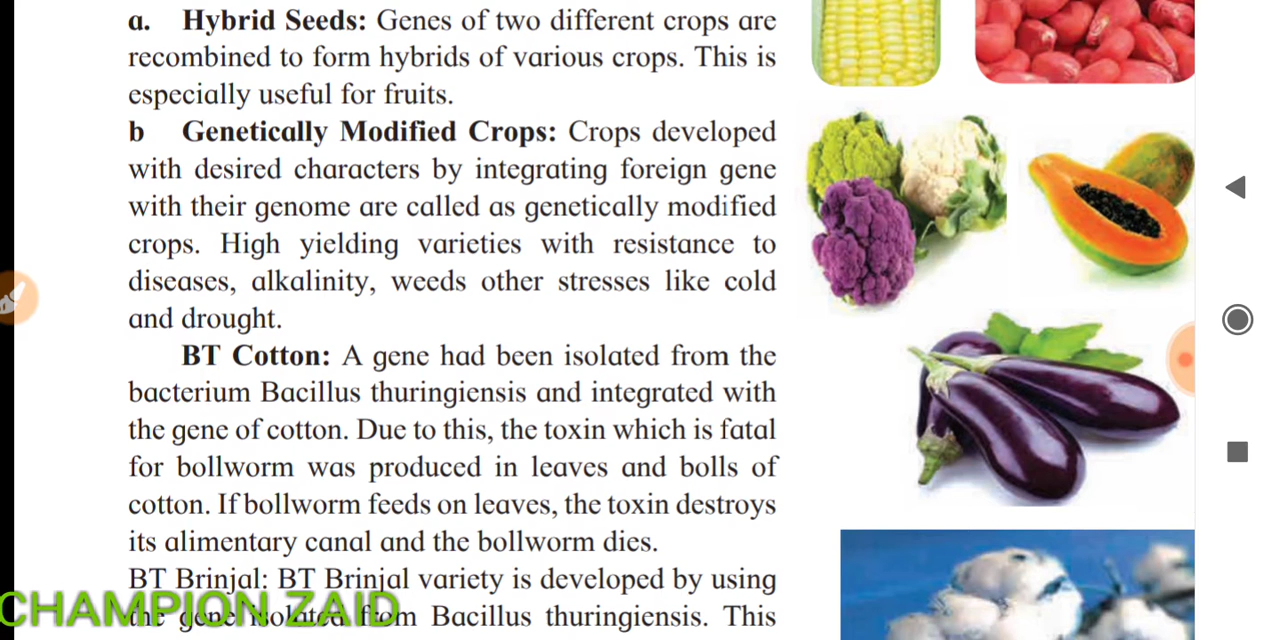 a. Hybrid Seeds: Genes of two different crops are
recombined to form hybrids of various crops. This is
especially useful for fruits.
b Genetically Modified Crops: Crops developed
with desired characters by integrating foreign gene
with their genome are called as genetically modified
crops. High yielding varieties with resistance to
diseases, alkalinity, weeds other stresses like cold
and drought.
BT Cotton: A gene had been isolated from the
bacterium Bacillus thuringiensis and integrated with
the gene of cotton. Due to this, the toxin which is fatal
for bollworm was produced in leaves and bolls of
cotton. If bollworm feeds on leaves, the toxin destroys
its alimentary canal and the bollworm dies.
BT Brinjal: BT Brinjal variety is developed by using
the gene isolated from Bacillus thuringiensis. This
CHAMPION ZAID